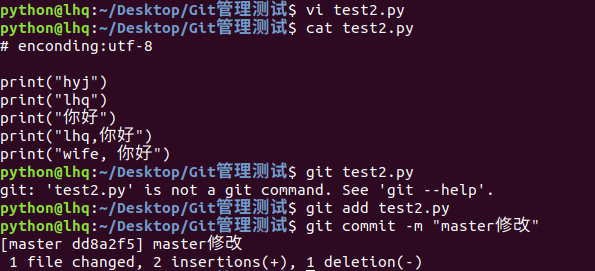 python@lhq:~/Desktop/Git管理测试$ vi test2.py
python@lhq:~/Desktop/Git管理测试$ cat test2.py
# enconding:utf-8
print("hyj")
print("lhq")
print("你好")
print("lhq,你好")
print("wife, 你好")
python@lhq:~/Desktop/Git管理测试$ git test2.py
git: 'test2.py' is not a git command. See 'git --help'.
python@lhq:~/Desktop/Git管理测试$ git add test2.py
python@lhq:~/Desktop/Git管理测试$ git commit -m "master修改"
[master dd8a2f5] master修改
 1 file changed, 2 insertions(+), 1 deletion(-)